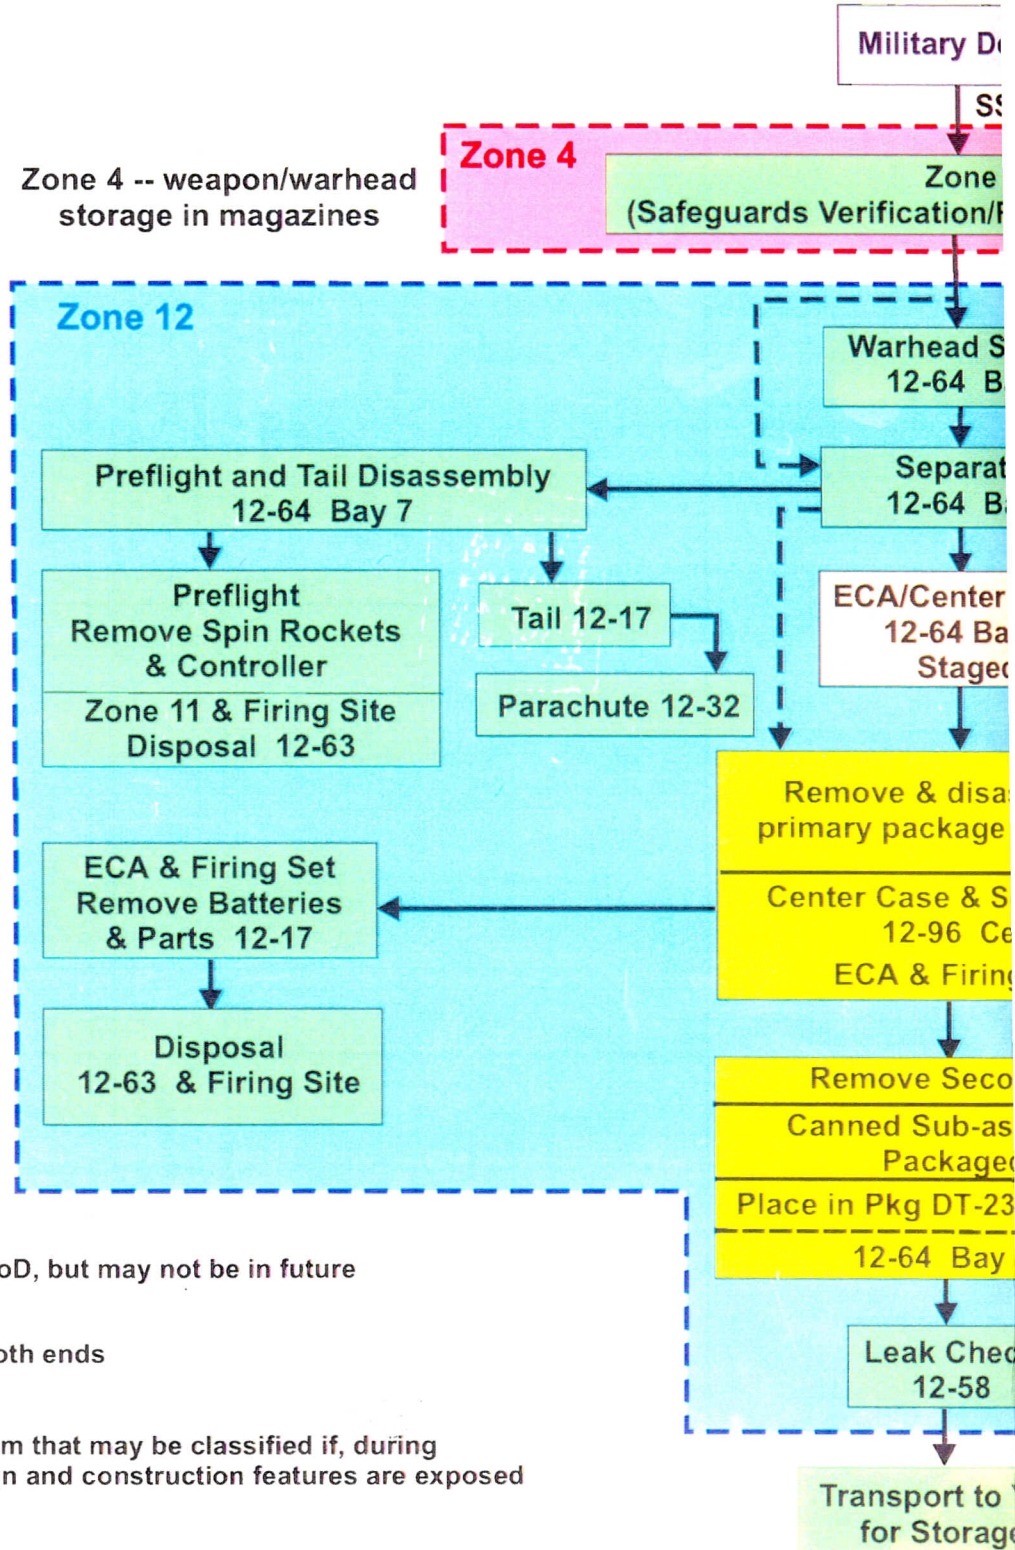 Military
Zone 4
Zone 4 -- weapon/warhead
storage in magazines
Zone
(Safeguards Verification/
Zone 12
Warhead S
12-64 B
Separat
12-64 Ba
Preflight and Tail Disassembly
12-64 Bay 7
ECA/Center
12-64 Ba
Staged
Preflight
Remove Spin Rockets
& Controller
Zone 11 & Firing Site
Disposal 12-63
Tail 12-17
Parachute 12-32
Remove & disa
primary package
Center Case & S
12-96 Ce
ECA & Firing
ECA & Firing Set
Remove Batteries
& Parts 12-17
Disposal
12-63 & Firing Site
Remove Seco
Canned Sub-as
Packaged
Place in Pkg DT-23
12-64 Bay
Leak Chec
12-58
oD, but may not be in future
oth ends
m that may be classified if, during
n and construction features are exposed
Transport to
for Storage